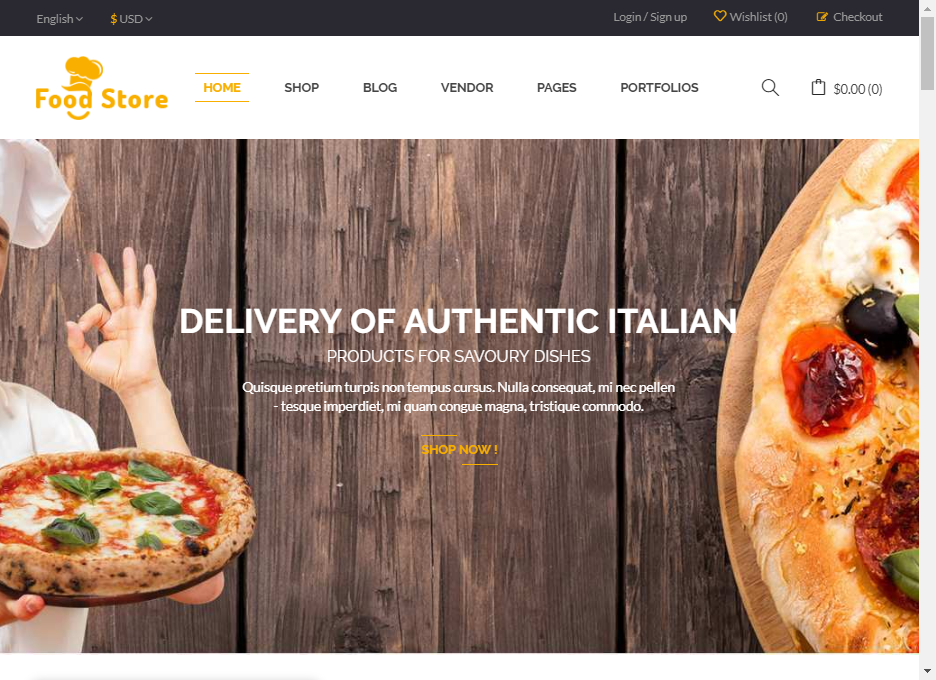 English
$ USD
Login / Sign up
Wishlist (0)
Checkout
Food Store
HOME
SHOP
BLOG
VENDOR
PAGES
PORTFOLIOS
$0.00 (0)
DELIVERY OF AUTHENTIC ITALIAN
PRODUCTS FOR SAVOURY DISHES
Quisque pretium turpis non tempus cursus. Nulla consequat, mi nec pellen
- tesque imperdiet, mi quam congue magna, tristique commodo.
SHOP NOW !